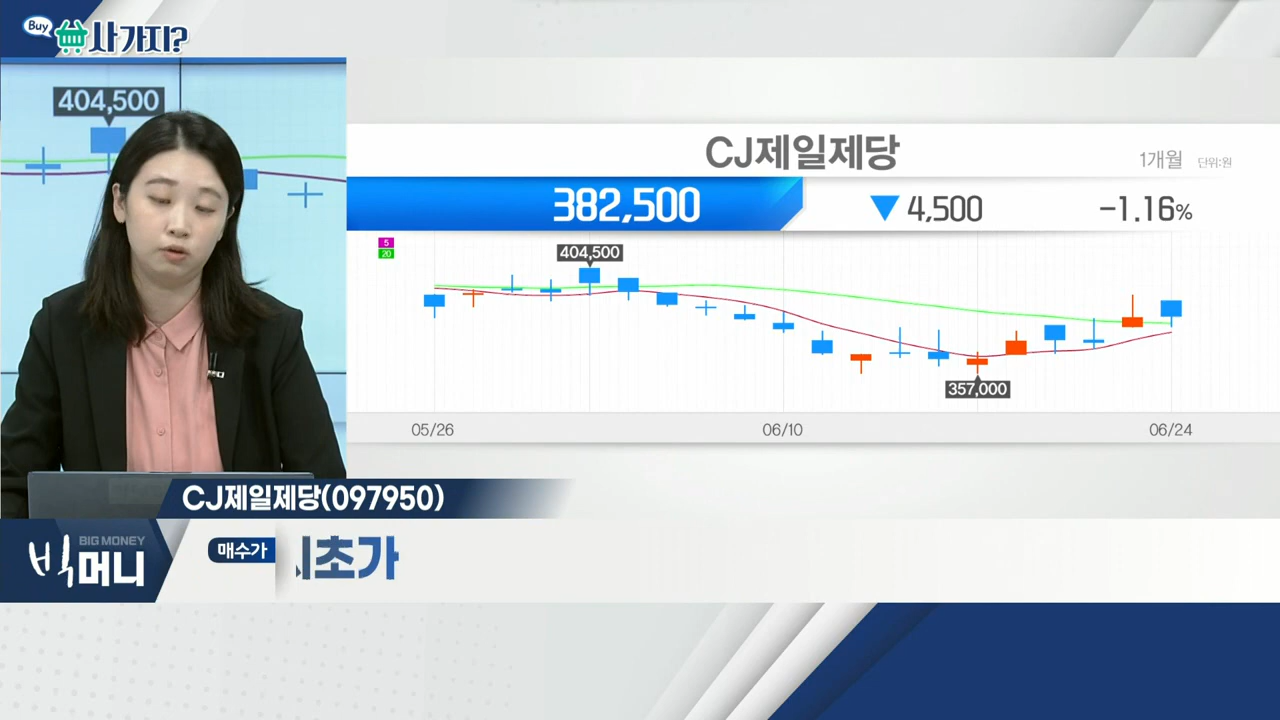 Buy
사가지?
404,500
CJ제일제당
1개월 단위:원
382,500 ▼ 4,500 -1.16%
5
20
404,500
357,000
05/26 06/10 06/24
CJ제일제당(097950)
BIG MONEY
빅머니
매수가 시초가